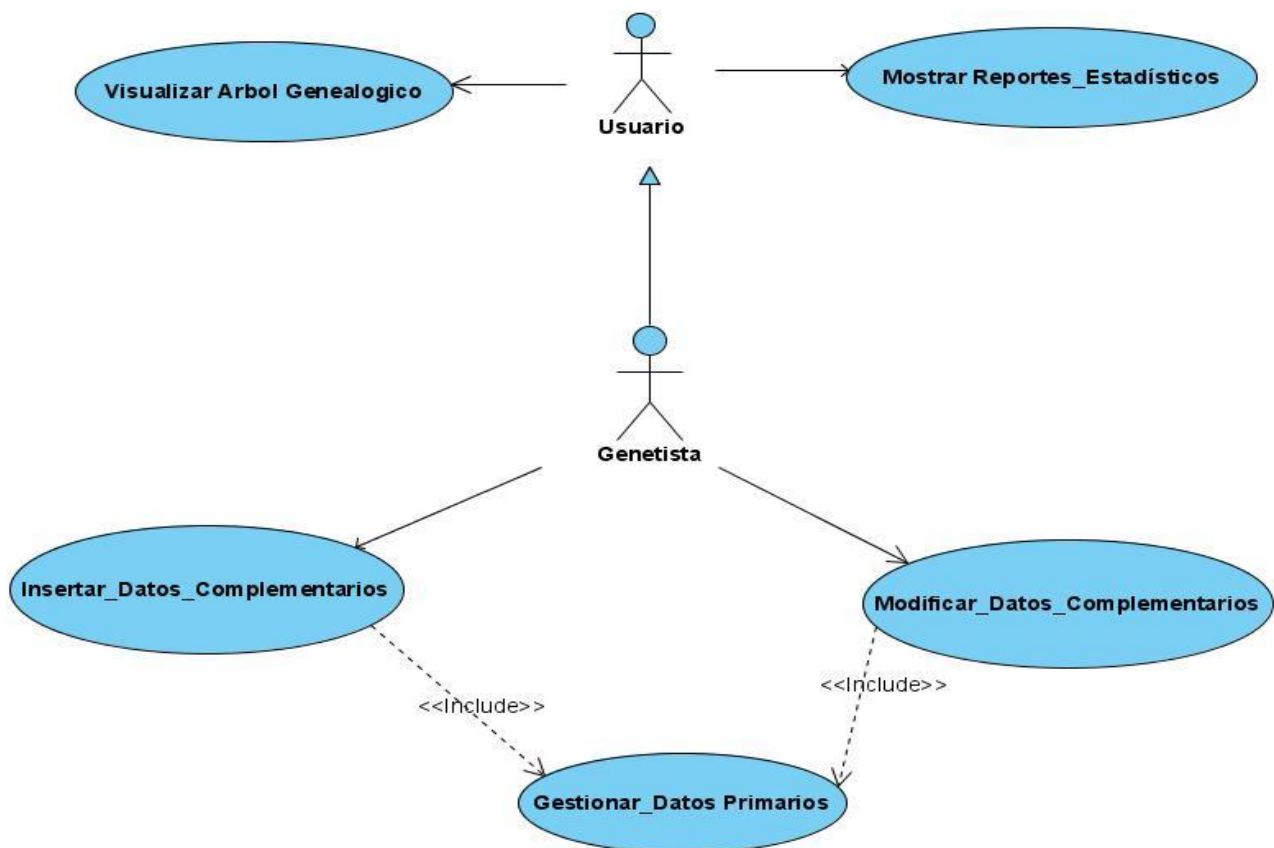 Visualizar Arbol Genealogico
Mostrar Reportes_Estadísticos
Usuario
Genetista
Insertar_Datos_Complementarios
Modificar_Datos_Complementarios
<<Include>>
<<Include>>
Gestionar_Datos Primarios